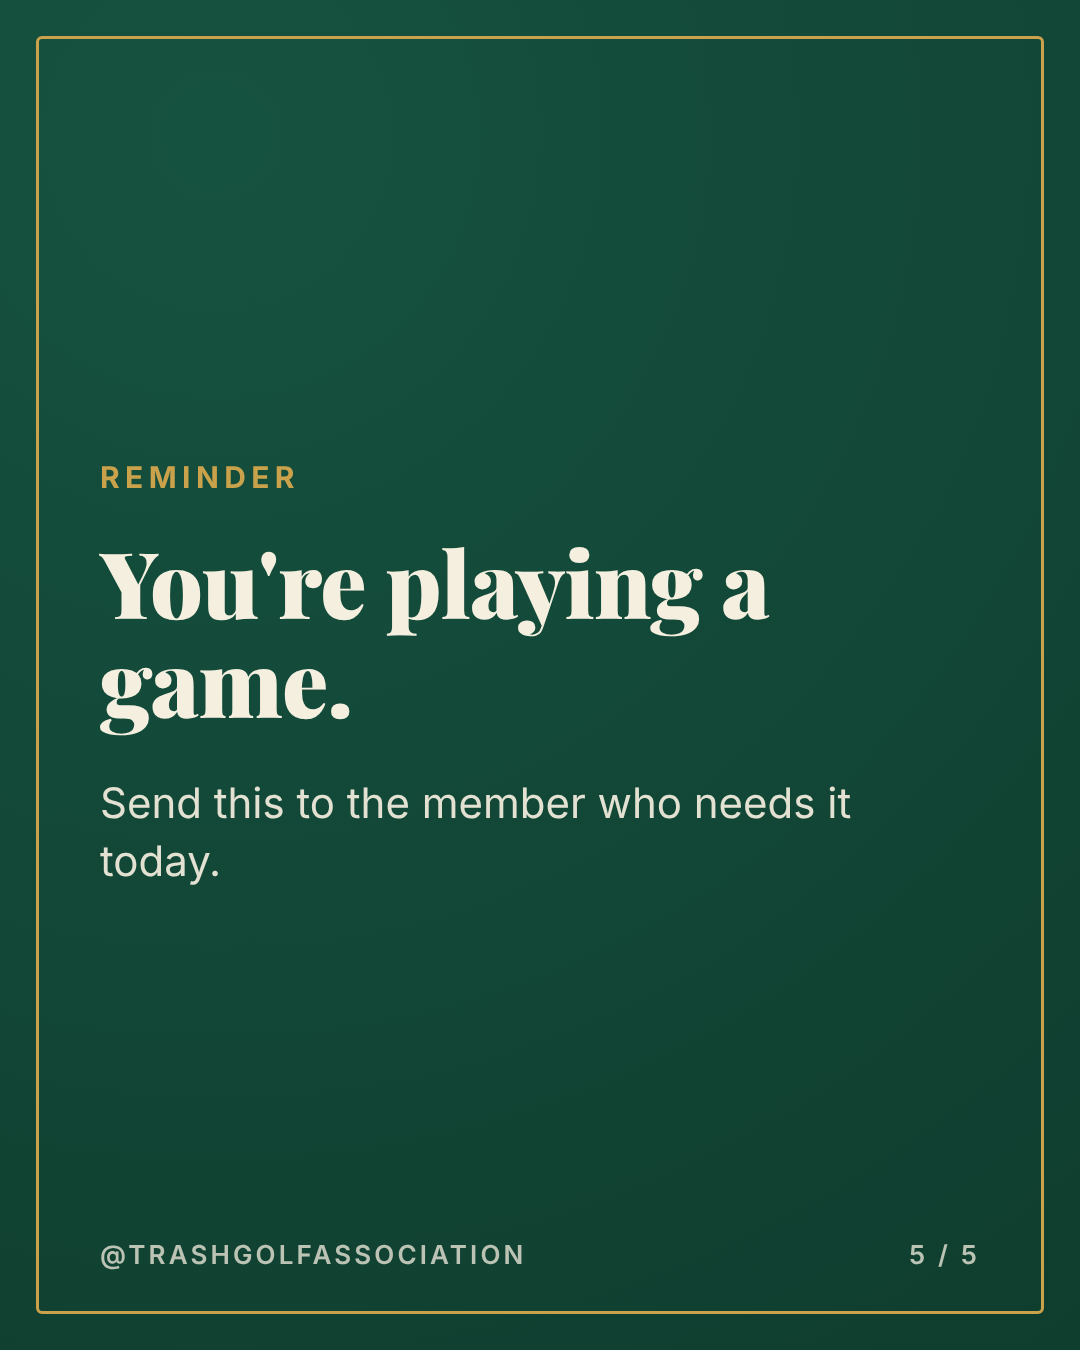 REMINDER
You're playing a
game.
Send this to the member who needs it
today.
@TRASHGOLFASSOCIATION
5 / 5